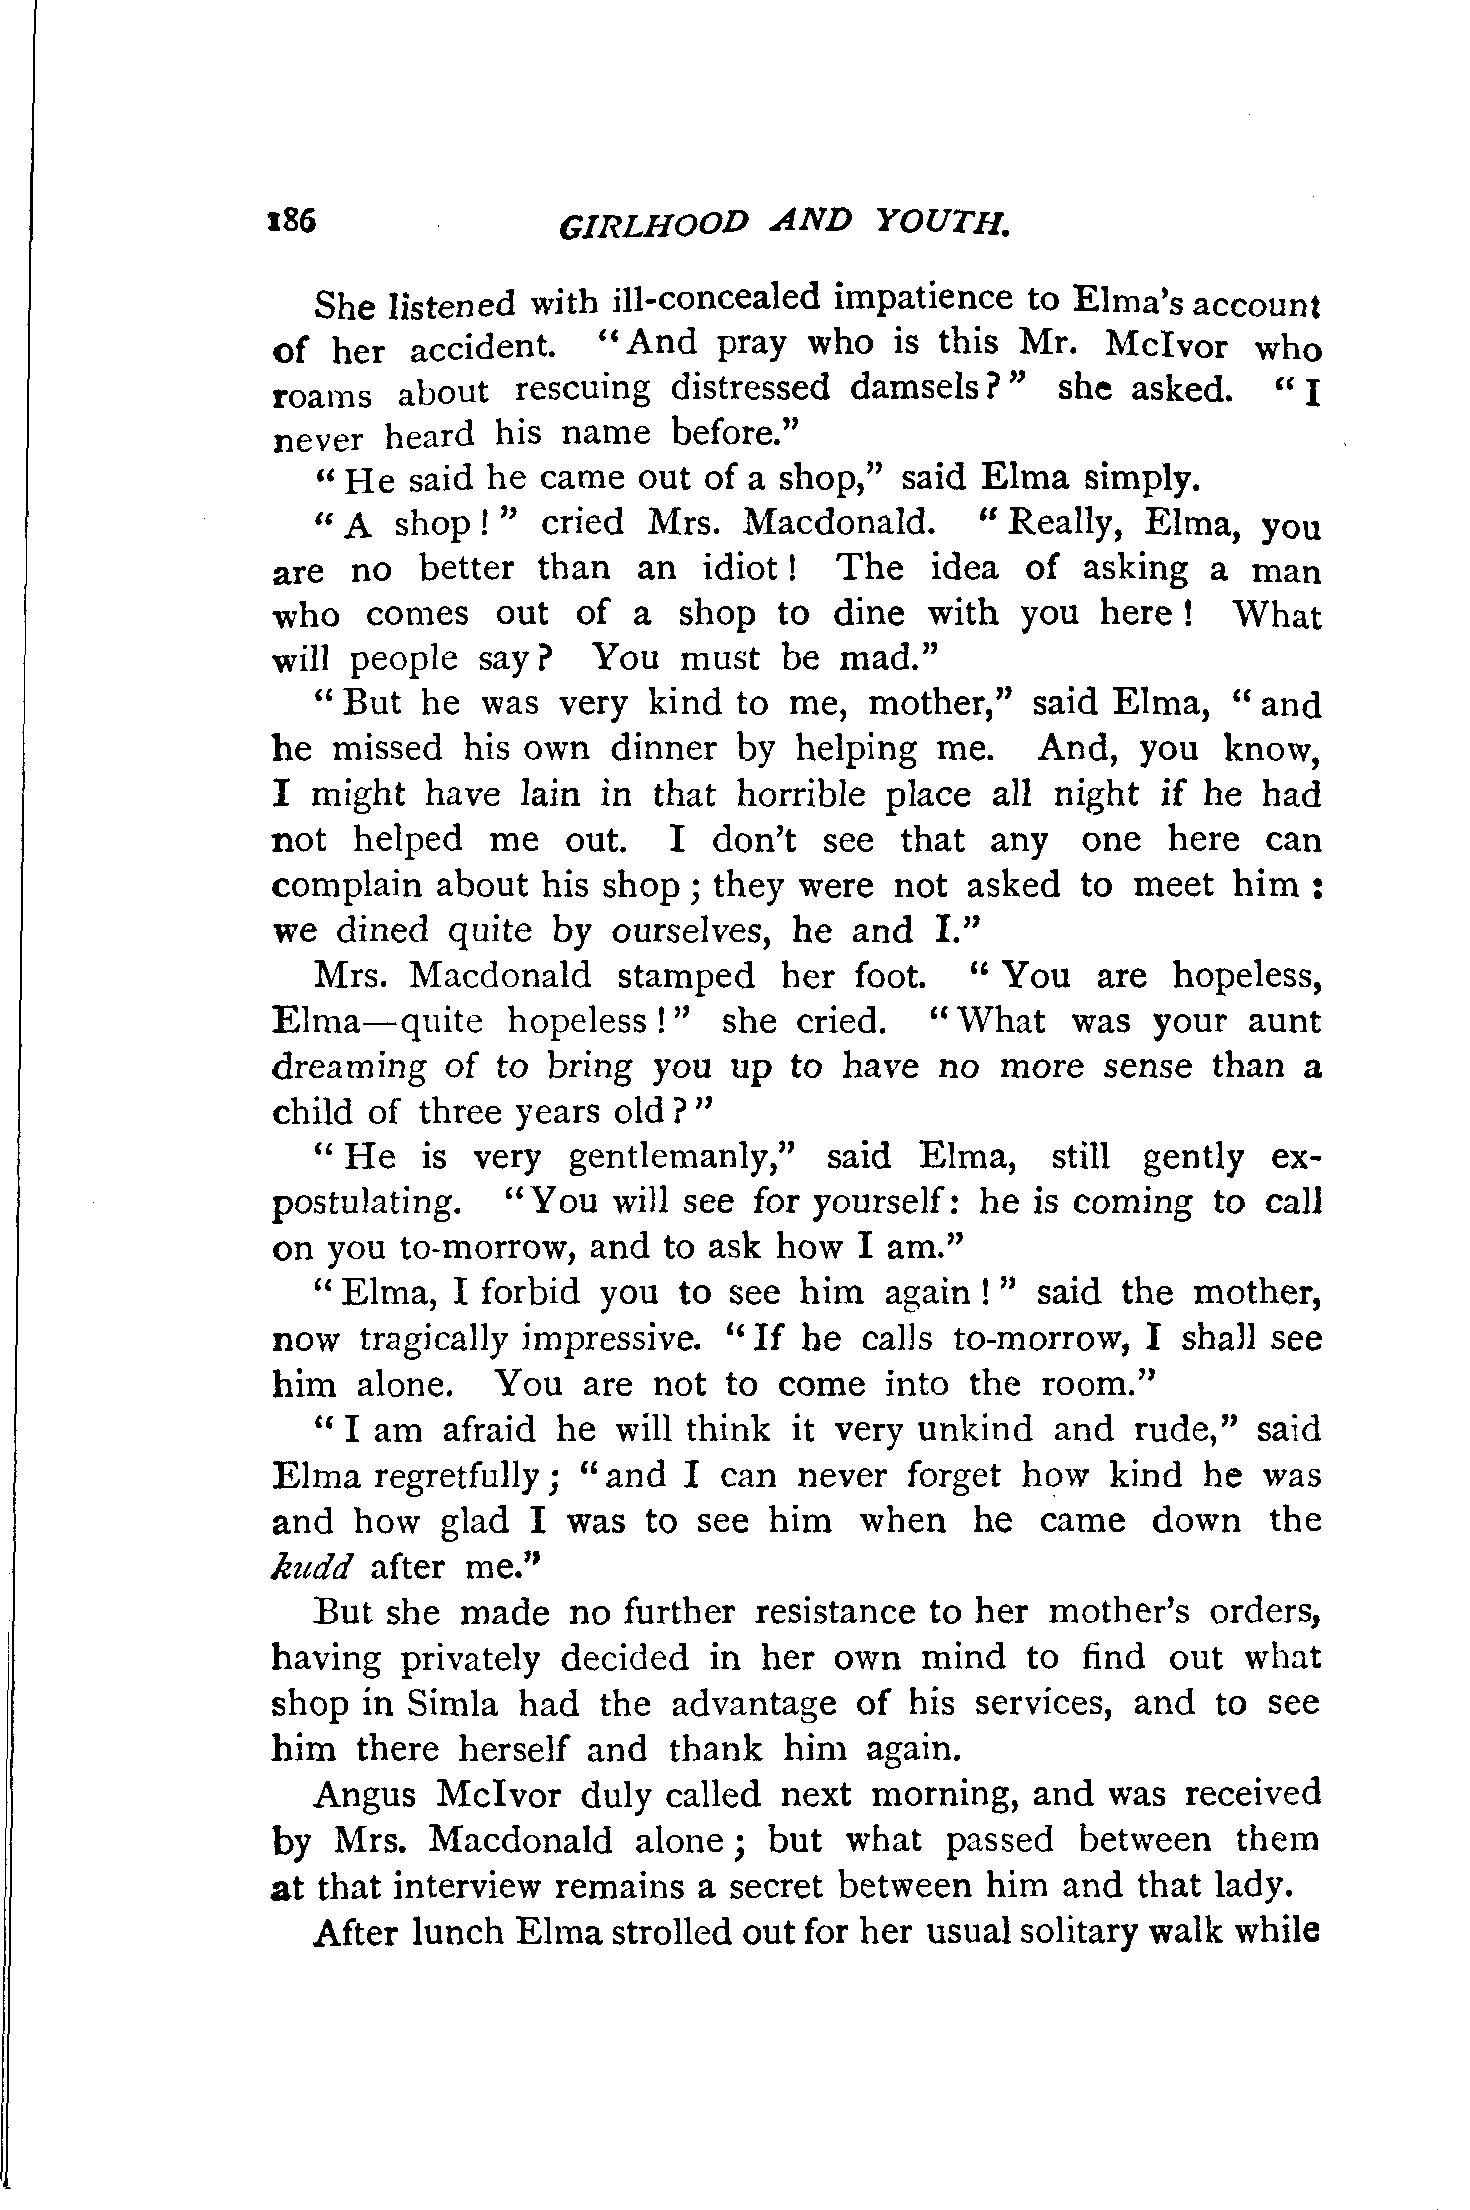 186 GIRLHOOD AND YOUTH.
She listened with ill-concealed impatience to Elma's account
of her accident. "And pray who is this Mr. McIvor who
roams about rescuing distressed damsels?" she asked. "I
never heard his name before."
"He said he came out of a shop," said Elma simply.
"A shop!" cried Mrs. Macdonald. "Really, Elma, you
are no better than an idiot! The idea of asking a man
who comes out of a shop to dine with you here! What
will people say? You must be mad."
"But he was very kind to me, mother," said Elma, "and
he missed his own dinner by helping me. And, you know,
I might have lain in that horrible place all night if he had
not helped me out. I don't see that any one here can
complain about his shop; they were not asked to meet him:
we dined quite by ourselves, he and I."
Mrs. Macdonald stamped her foot. "You are hopeless,
Elma—quite hopeless!" she cried. "What was your aunt
dreaming of to bring you up to have no more sense than a
child of three years old?"
"He is very gentlemanly," said Elma, still gently ex-
postulating. "You will see for yourself: he is coming to call
on you to-morrow, and to ask how I am."
"Elma, I forbid you to see him again!" said the mother,
now tragically impressive. "If he calls to-morrow, I shall see
him alone. You are not to come into the room."
"I am afraid he will think it very unkind and rude," said
Elma regretfully; "and I can never forget how kind he was
and how glad I was to see him when he came down the
kudd after me."
But she made no further resistance to her mother's orders,
having privately decided in her own mind to find out what
shop in Simla had the advantage of his services, and to see
him there herself and thank him again.
Angus McIvor duly called next morning, and was received
by Mrs. Macdonald alone; but what passed between them
at that interview remains a secret between him and that lady.
After lunch Elma strolled out for her usual solitary walk while